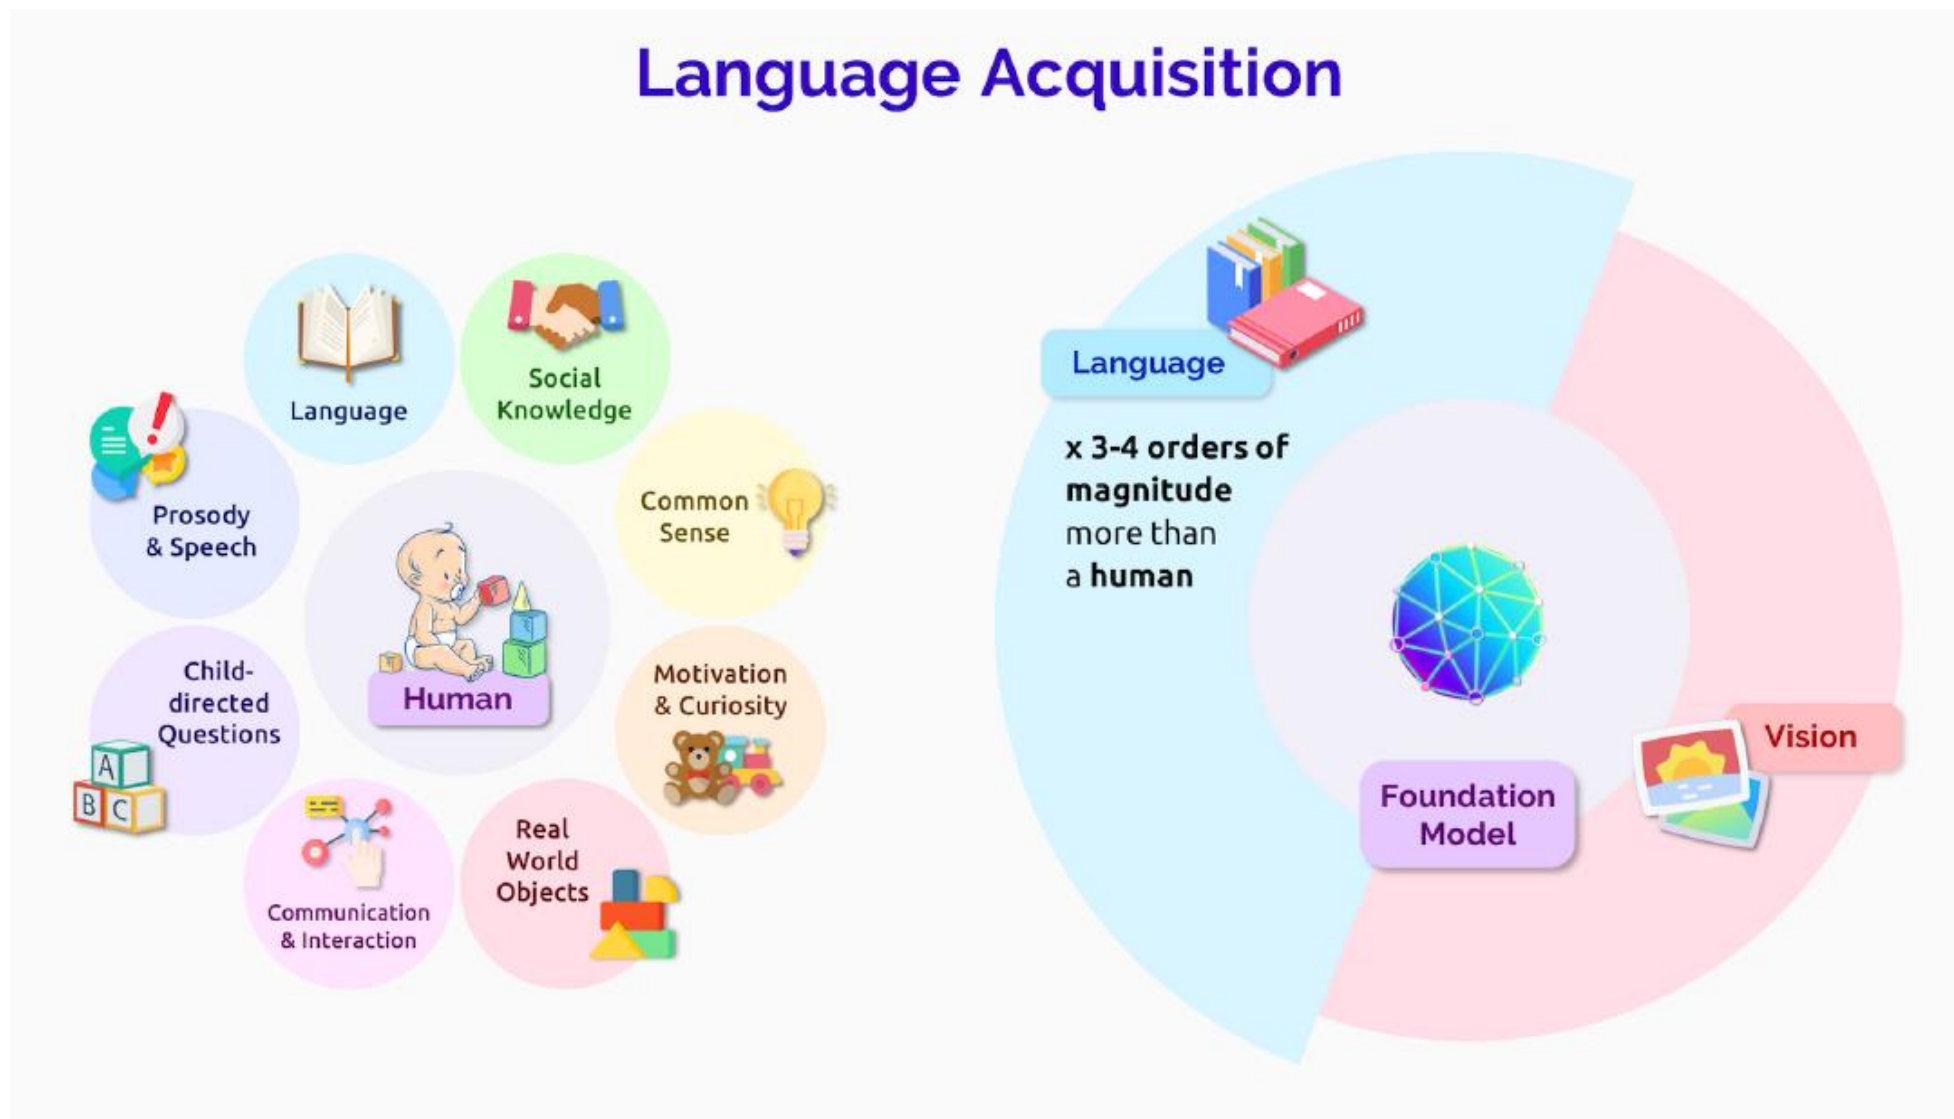 Language Acquisition
Language
Social
Knowledge
Common
Sense
Motivation
& Curiosity
Real
World
Objects
Communication
& Interaction
Child-
directed
Questions
Prosody
& Speech
Human
A
B C
Language
x 3-4 orders of
magnitude
more than
a human
Foundation
Model
Vision